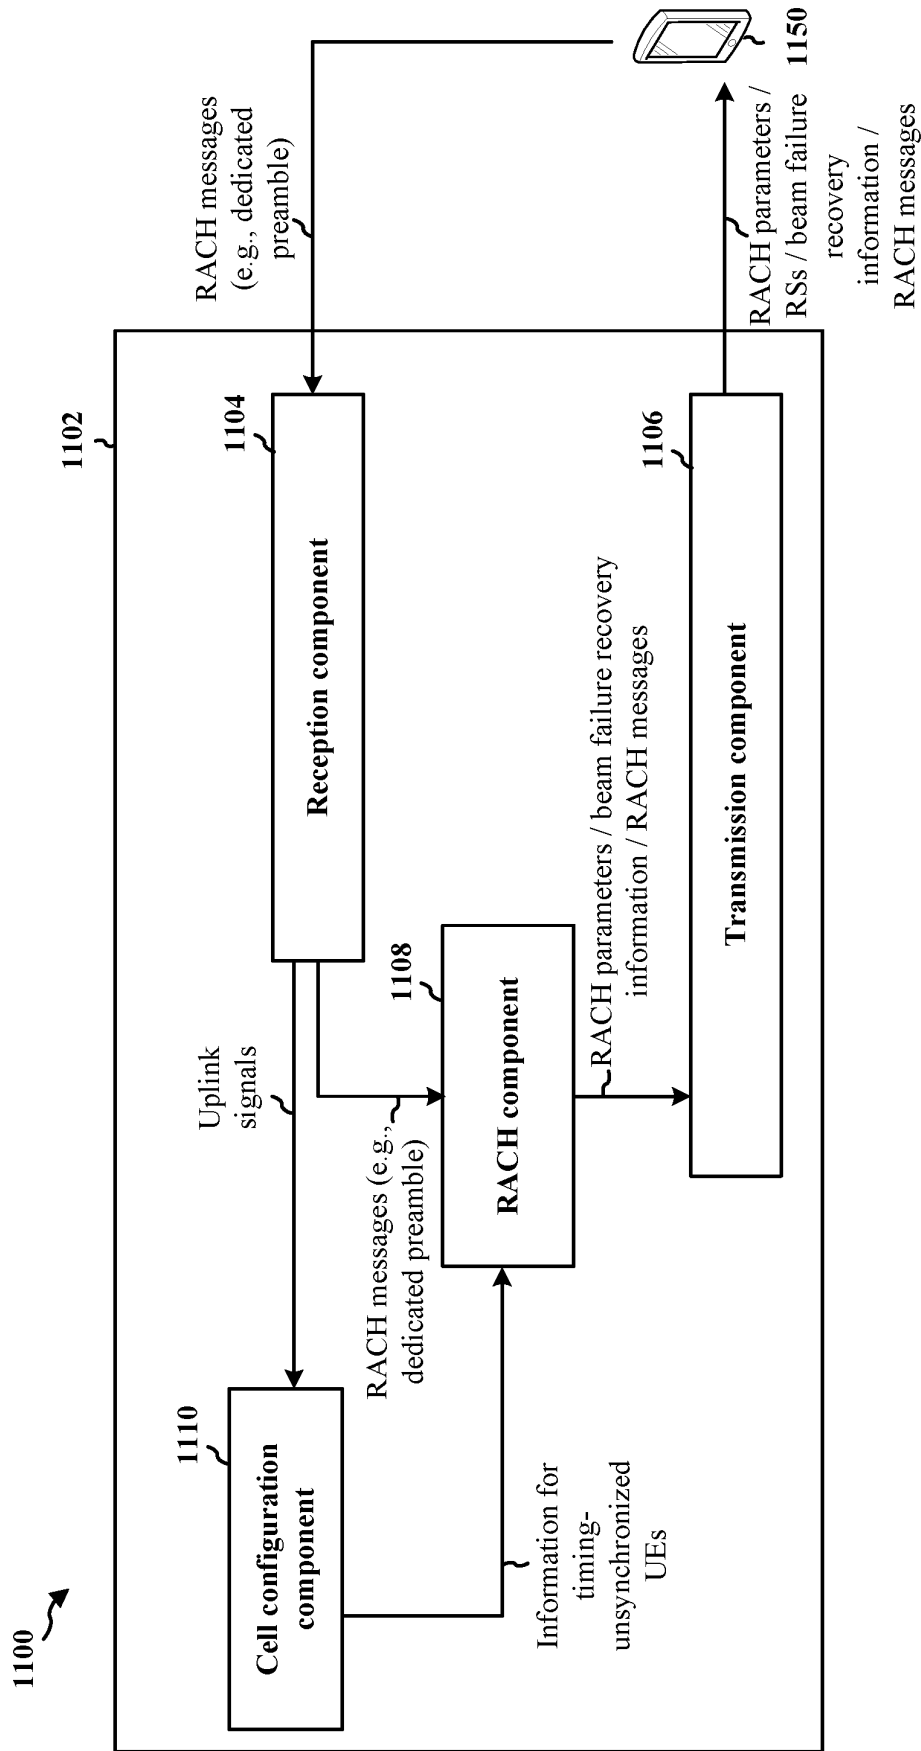 1100
1102
1110
Cell configuration
component
Uplink
signals
1104
Reception component
RACH messages
(e.g., dedicated
preamble)
RACH messages (e.g.,
dedicated preamble)
1108
RACH component
Information for
timing-
unsynchronized
UEs
RACH parameters / beam failure recovery
information / RACH messages
1106
Transmission component
1150
RACH parameters /
RSs / beam failure
recovery
information /
RACH messages